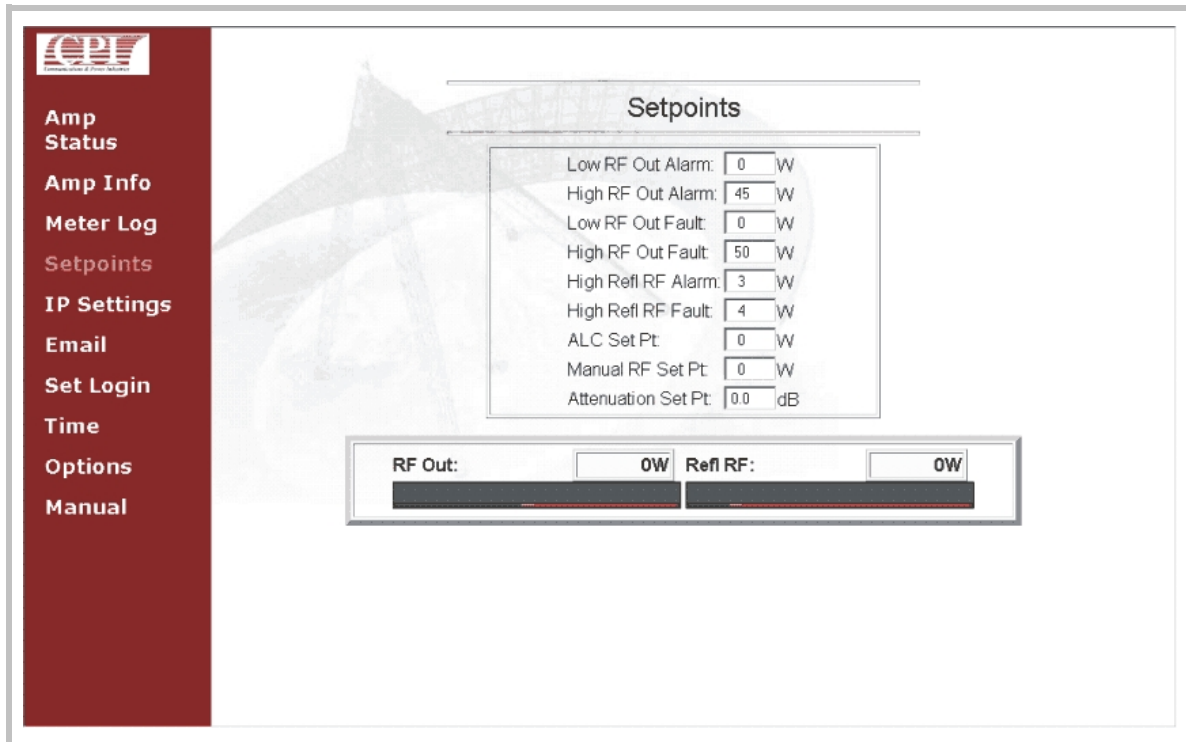 CPI
Communications & Power Industries
Amp
Status
Amp Info
Meter Log
Setpoints
IP Settings
Email
Set Login
Time
Options
Manual
Setpoints
Low RF Out Alarm: 0 W
High RF Out Alarm: 45 W
Low RF Out Fault: 0 W
High RF Out Fault: 50 W
High Refl RF Alarm: 3 W
High Refl RF Fault: 4 W
ALC Set Pt: 0 W
Manual RF Set Pt: 0 W
Attenuation Set Pt: 0.0 dB
RF Out: 0W Refl RF: 0W